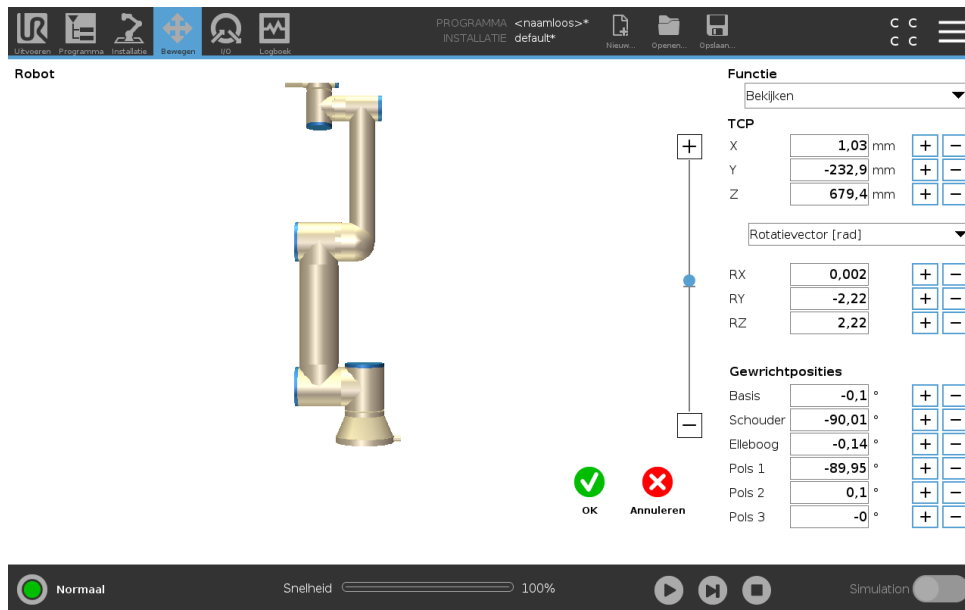 UR
PROGRAMMA <naamloos>*
INSTALLATIE default*
Uitvoeren Programma Installatie Bewegen I/O Logboek Nieuw... Openen... Opslaan...
C C
C C
Robot
Functie
Bekijken
TCP
X 1,03 mm + −
Y -232,9 mm + −
Z 679,4 mm + −
+
Rotatievector [rad]
RX 0,002 + −
RY -2,22 + −
RZ 2,22 + −
Gewrichtposities
Basis -0,1 ° + −
Schouder -90,01 ° + −
−
Elleboog -0,14 ° + −
Pols 1 -89,95 ° + −
Pols 2 0,1 ° + −
Pols 3 -0 ° + −
OK Annuleren
Normaal Snelheid 100% Simulation